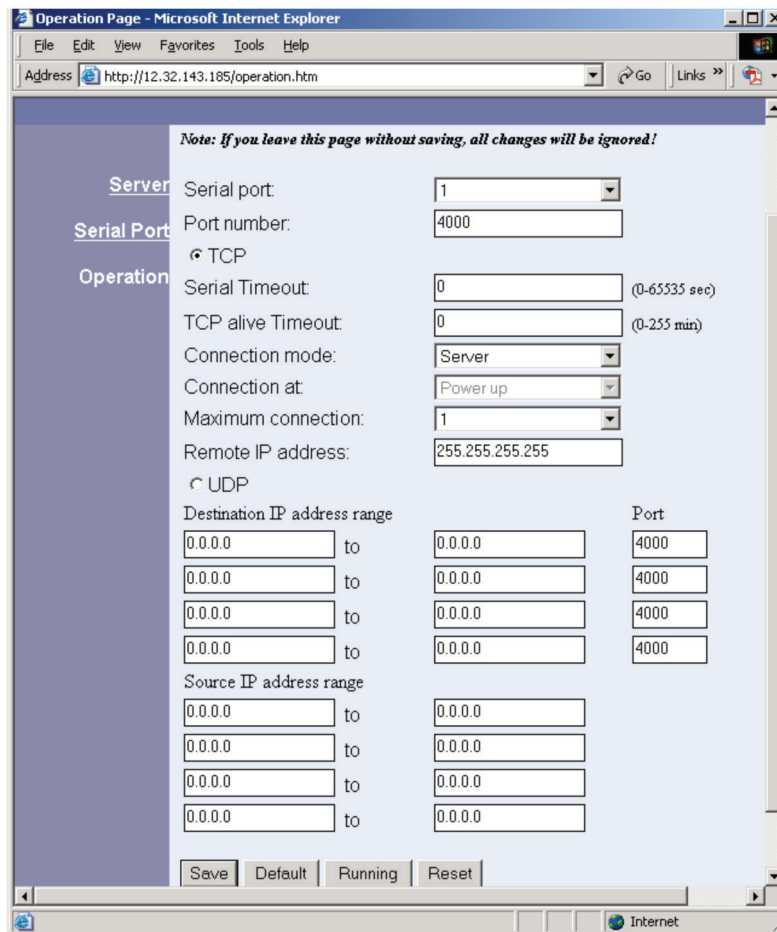 Operation Page - Microsoft Internet Explorer
File Edit View Favorites Tools Help
Address http://12.32.143.185/operation.htm Go Links »
Note: If you leave this page without saving, all changes will be ignored!
Server
Serial Port
Operation
Serial port: 1
Port number: 4000
TCP
Serial Timeout: 0 (0-65535 sec)
TCP alive Timeout: 0 (0-255 min)
Connection mode: Server
Connection at: Power up
Maximum connection: 1
Remote IP address: 255.255.255.255
UDP
Destination IP address range Port
0.0.0.0 to 0.0.0.0 4000
0.0.0.0 to 0.0.0.0 4000
0.0.0.0 to 0.0.0.0 4000
0.0.0.0 to 0.0.0.0 4000
Source IP address range
0.0.0.0 to 0.0.0.0
0.0.0.0 to 0.0.0.0
0.0.0.0 to 0.0.0.0
0.0.0.0 to 0.0.0.0
Save Default Running Reset
Internet